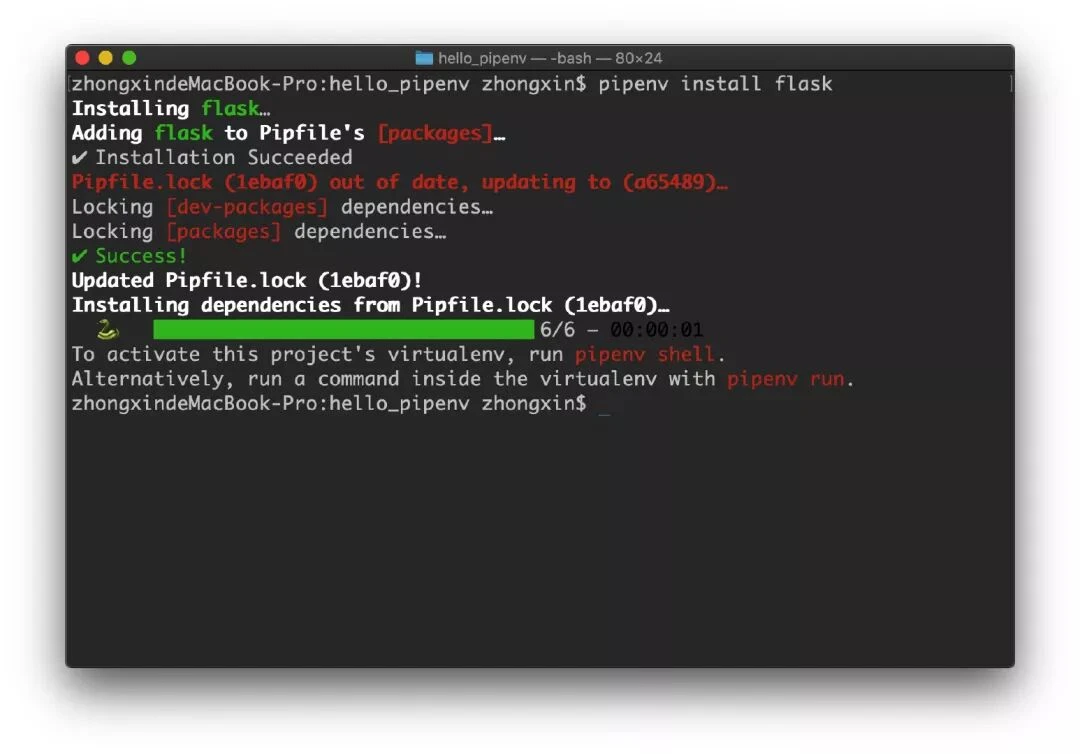 hello_pipenv — -bash — 80×24
[zhongxindeMacBook-Pro:hello_pipenv zhongxin$ pipenv install flask ]
Installing flask…
Adding flask to Pipfile's [packages]…
✔ Installation Succeeded
Pipfile.lock (1ebaf0) out of date, updating to (a65489)…
Locking [dev-packages] dependencies…
Locking [packages] dependencies…
✔ Success!
Updated Pipfile.lock (1ebaf0)!
Installing dependencies from Pipfile.lock (1ebaf0)…
6/6 — 00:00:01
To activate this project's virtualenv, run pipenv shell.
Alternatively, run a command inside the virtualenv with pipenv run.
zhongxindeMacBook-Pro:hello_pipenv zhongxin$ _